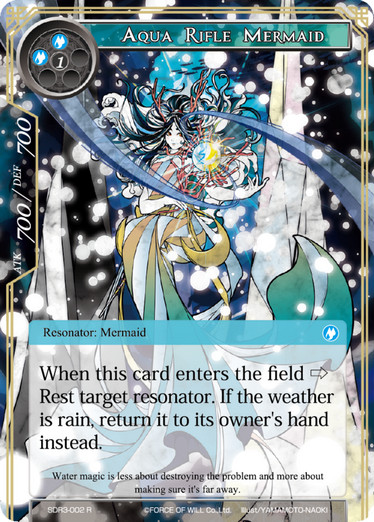 Aqua Rifle Mermaid
1
ATK 700 / DEF 700
Resonator: Mermaid
When this card enters the field ⇨
Rest target resonator. If the weather
is rain, return it to its owner's hand
instead.
Water magic is less about destroying the problem and more about
making sure it's far away.
SDR3-002 R ©FORCE OF WILL Co.,Ltd. Illust/YAMAMOTO-NAOKI